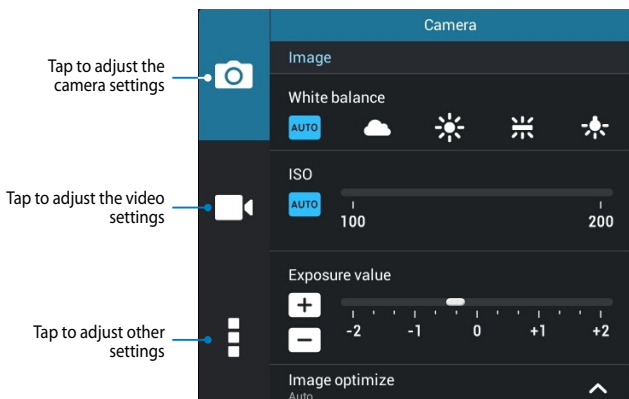 Camera
Tap to adjust the
camera settings
Image
White balance
AUTO
Tap to adjust the video
settings
ISO
AUTO
100 200
Exposure value
-2 -1 0 +1 +2
Tap to adjust other
settings
Image optimize
Auto